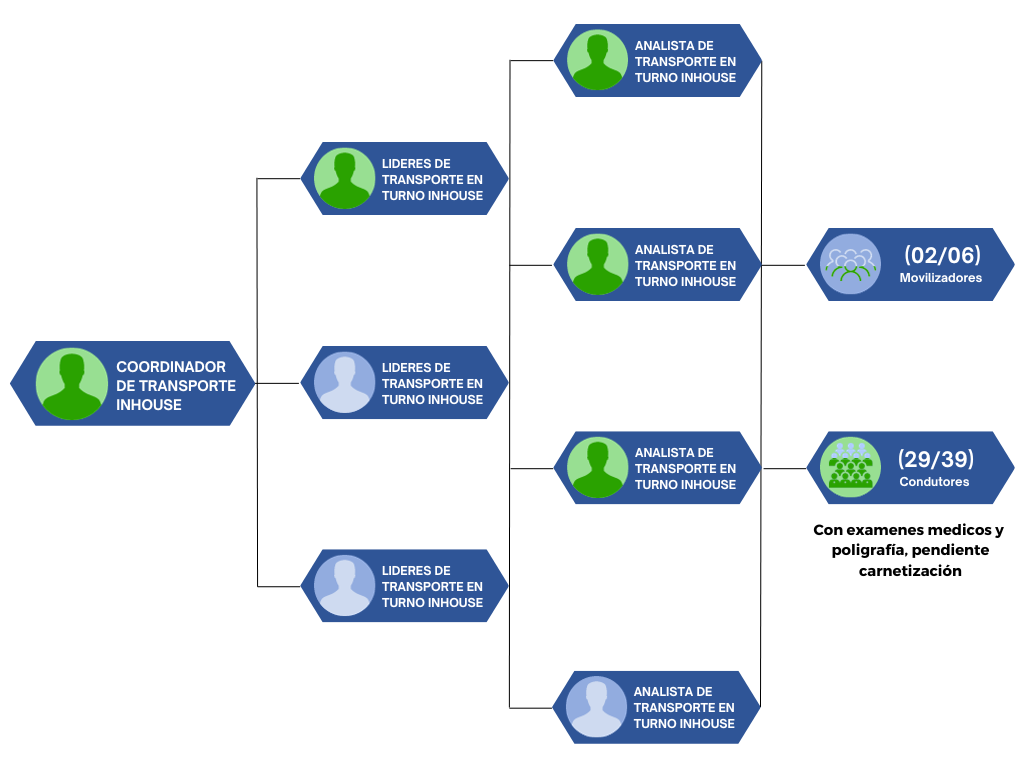 COORDINADOR
DE TRANSPORTE
INHOUSE
LIDERES DE
TRANSPORTE EN
TURNO INHOUSE
LIDERES DE
TRANSPORTE EN
TURNO INHOUSE
LIDERES DE
TRANSPORTE EN
TURNO INHOUSE
ANALISTA DE
TRANSPORTE EN
TURNO INHOUSE
ANALISTA DE
TRANSPORTE EN
TURNO INHOUSE
ANALISTA DE
TRANSPORTE EN
TURNO INHOUSE
ANALISTA DE
TRANSPORTE EN
TURNO INHOUSE
(02/06)
Movilizadores
(29/39)
Condutores
Con examenes medicos y
poligrafía, pendiente
carnetización